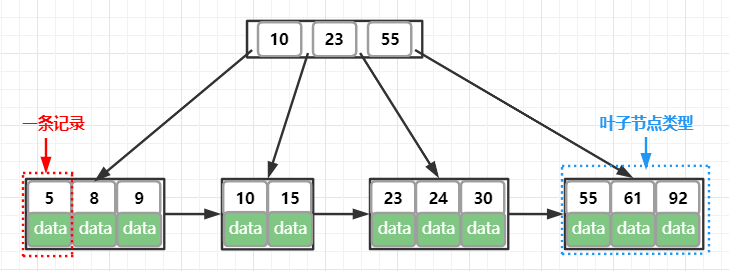 10 23 55
一条记录
叶子节点类型
5 8 9 10 15 23 24 30 55 61 92
data data data data data data data data data data data